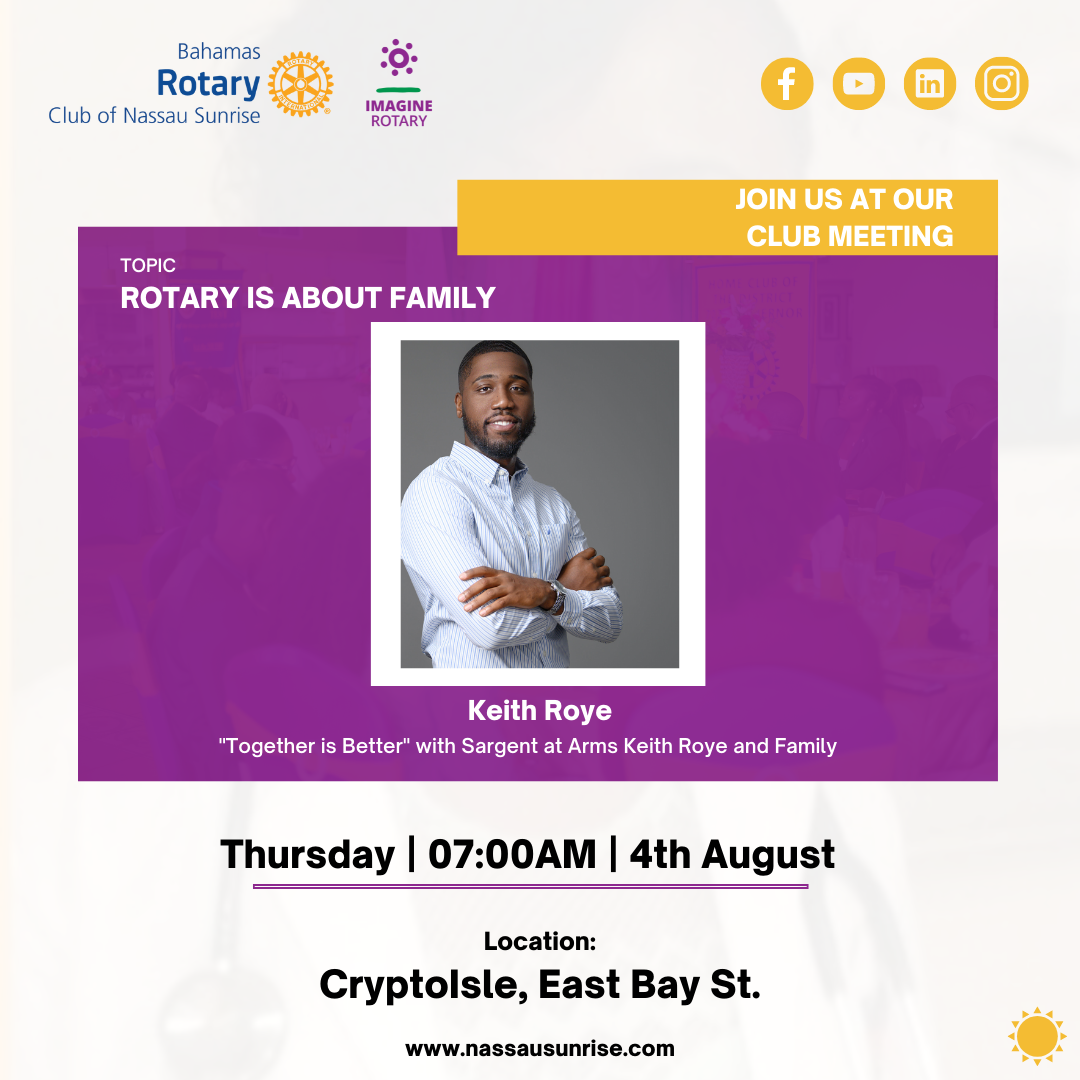 Bahamas
Rotary
Club of Nassau Sunrise
ROTARY
INTERNATIONAL
IMAGINE
ROTARY
JOIN US AT OUR
CLUB MEETING
TOPIC
ROTARY IS ABOUT FAMILY
Keith Roye
"Together is Better" with Sargent at Arms Keith Roye and Family
Thursday | 07:00AM | 4th August
Location:
CryptoIsle, East Bay St.
www.nassausunrise.com